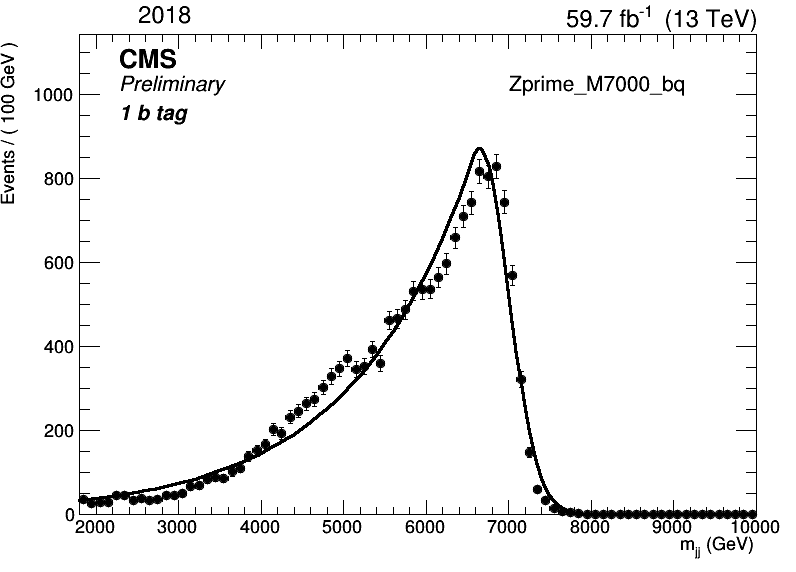 2018
59.7 fb-1 (13 TeV)
CMS
Preliminary
1 b tag
Zprime_M7000_bq
Events / ( 100 GeV )
1000
800
600
400
200
0
2000 3000 4000 5000 6000 7000 8000 9000 10000
mjj (GeV)